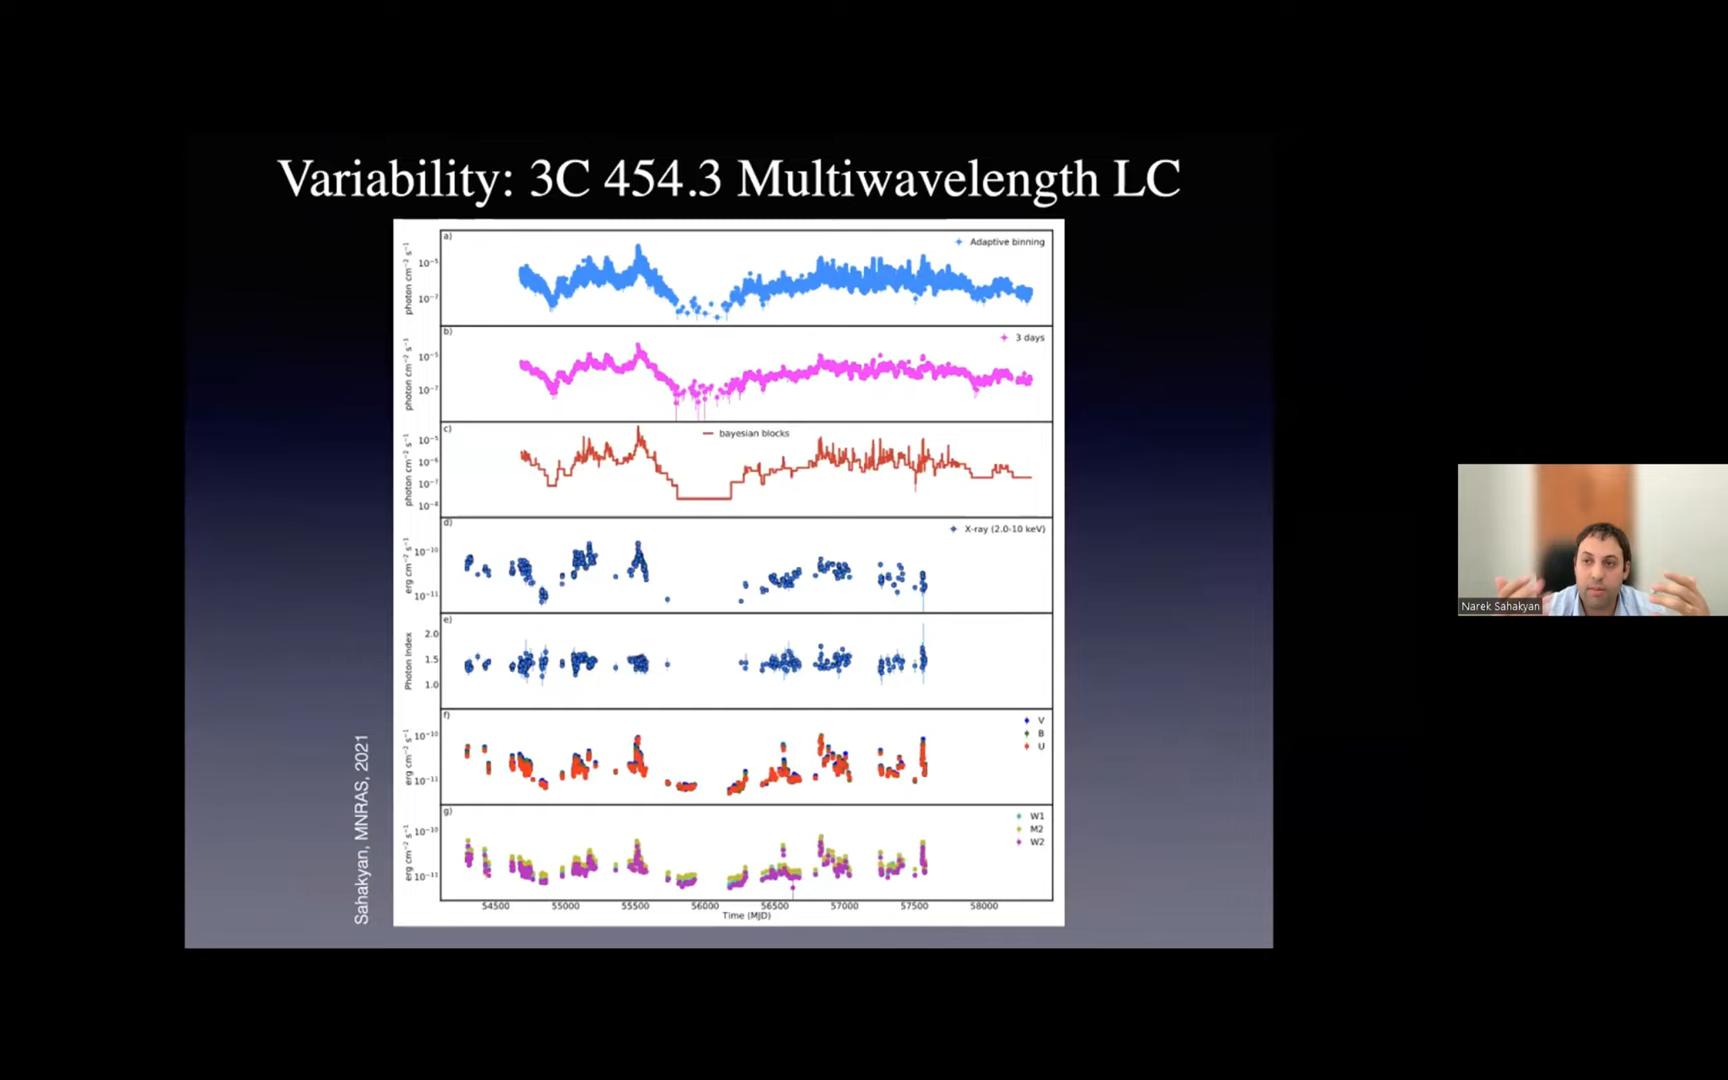 Variability: 3C 454.3 Multiwavelength LC
a)
Adaptive binning
photon cm⁻² s⁻¹
10⁻⁵
10⁻⁷
b)
3 days
photon cm⁻² s⁻¹
10⁻⁵
10⁻⁷
c)
bayesian blocks
photon cm⁻² s⁻¹
10⁻⁵
10⁻⁶
10⁻⁷
10⁻⁸
d)
X-ray (2.0-10 keV)
erg cm⁻² s⁻¹
10⁻¹⁰
10⁻¹¹
e)
Photon Index
2.0
1.5
1.0
f)
V
B
U
erg cm⁻² s⁻¹
10⁻¹⁰
10⁻¹¹
g)
W1
M2
W2
erg cm⁻² s⁻¹
10⁻¹⁰
10⁻¹¹
54500 55000 55500 56000 56500 57000 57500 58000
Time (MJD)
Sahakyan, MNRAS, 2021
Narek Sahakyan